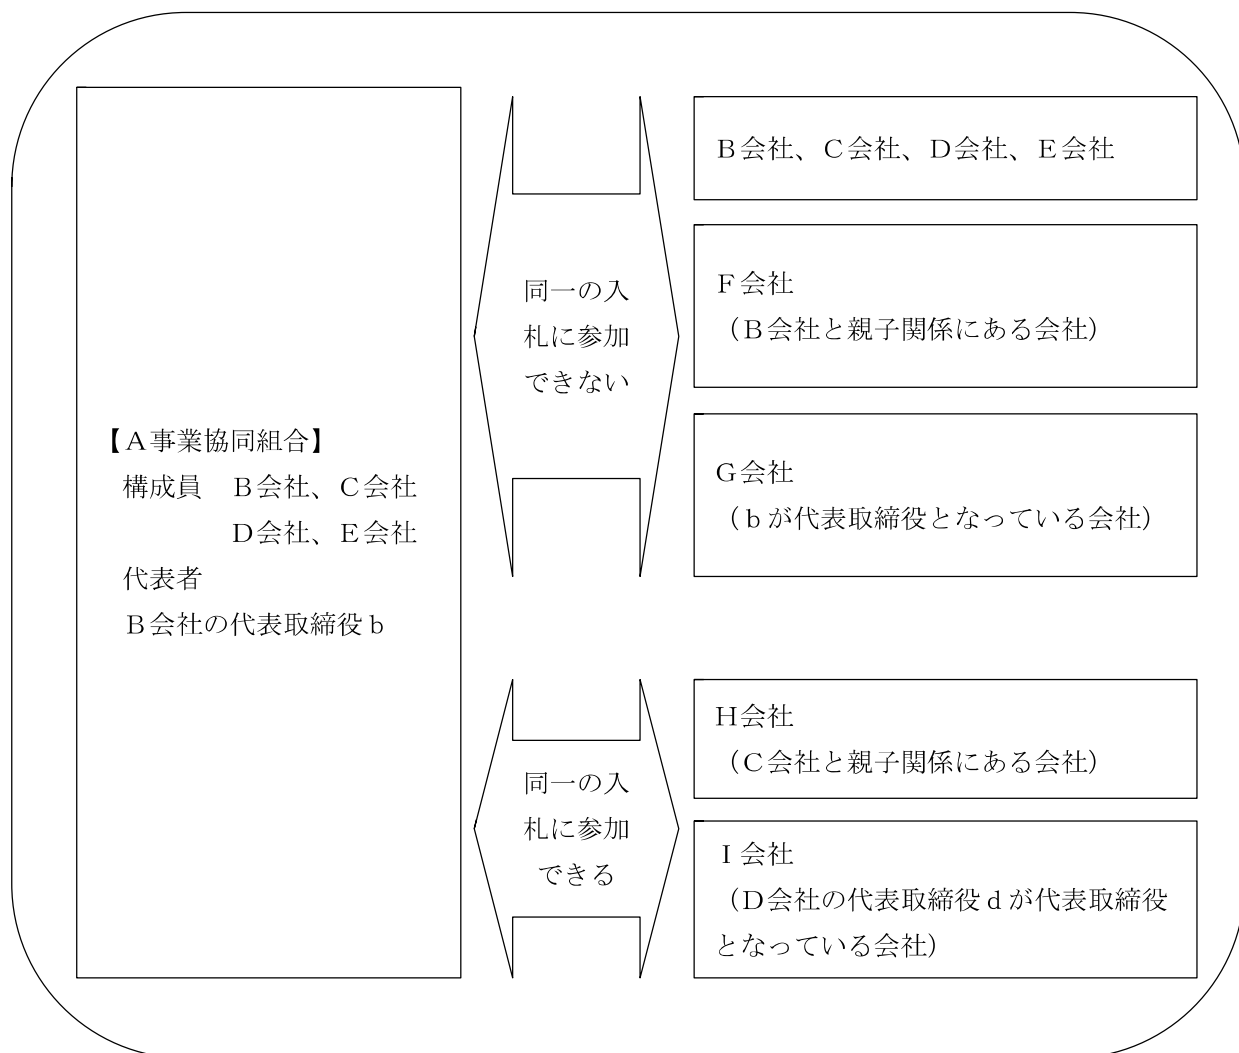 【Ａ事業協同組合】
構成員　Ｂ会社、Ｃ会社
Ｄ会社、Ｅ会社
代表者
Ｂ会社の代表取締役ｂ
同一の入
札に参加
できない
Ｂ会社、Ｃ会社、Ｄ会社、Ｅ会社
Ｆ会社
（Ｂ会社と親子関係にある会社）
Ｇ会社
（ｂが代表取締役となっている会社）
同一の入
札に参加
できる
Ｈ会社
（Ｃ会社と親子関係にある会社）
Ｉ会社
（Ｄ会社の代表取締役ｄが代表取締役
となっている会社）